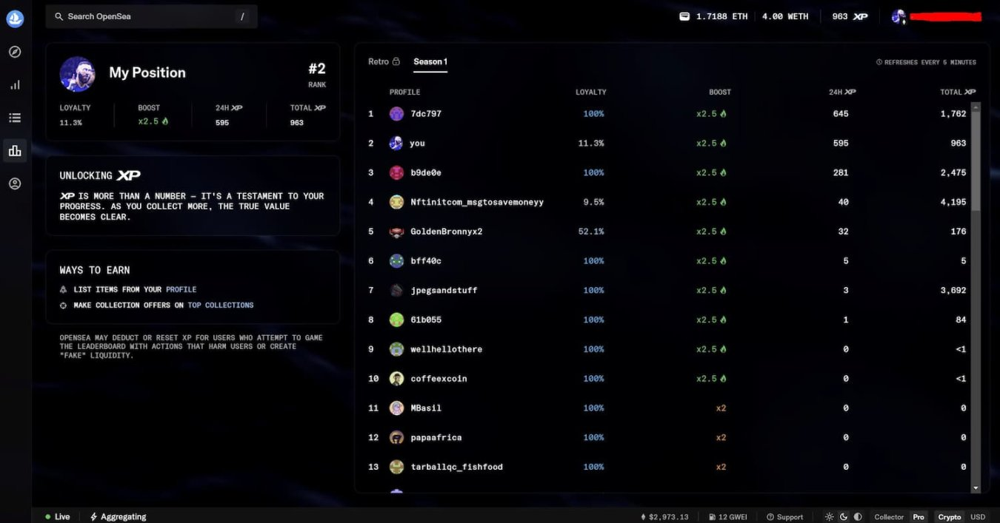 Search OpenSea /
1.7188 ETH 4.00 WETH 963 XP
My Position
#2
RANK
LOYALTY BOOST 24H XP TOTAL XP
11.3% x2.5 595 963
UNLOCKING XP
XP IS MORE THAN A NUMBER — IT'S A TESTAMENT TO YOUR
PROGRESS. AS YOU COLLECT MORE, THE TRUE VALUE
BECOMES CLEAR.
WAYS TO EARN
LIST ITEMS FROM YOUR PROFILE
MAKE COLLECTION OFFERS ON TOP COLLECTIONS
OPENSEA MAY DEDUCT OR RESET XP FOR USERS WHO ATTEMPT TO GAME
THE LEADERBOARD WITH ACTIONS THAT HARM USERS OR CREATE
"FAKE" LIQUIDITY.
Retro Season 1 REFRESHES EVERY 5 MINUTES
PROFILE LOYALTY BOOST 24H XP TOTAL XP
1 7dc797 100% x2.5 645 1,762
2 you 11.3% x2.5 595 963
3 b9de0e 100% x2.5 281 2,475
4 Nftinitcom_msgtosavemoneyy 9.5% x2.5 40 4,195
5 GoldenBronnyx2 52.1% x2.5 32 176
6 bff40c 100% x2.5 5 5
7 jpegsandstuff 100% x2.5 3 3,692
8 61b055 100% x2.5 1 84
9 wellhellothere 100% x2.5 0 <1
10 coffeexcoin 100% x2.5 0 <1
11 MBasil 100% x2 0 0
12 papaafrica 100% x2 0 0
13 tarballqc_fishfood 100% x2 0 0
Live Aggregating $2,973.13 12 GWEI Support Collector Pro Crypto USD